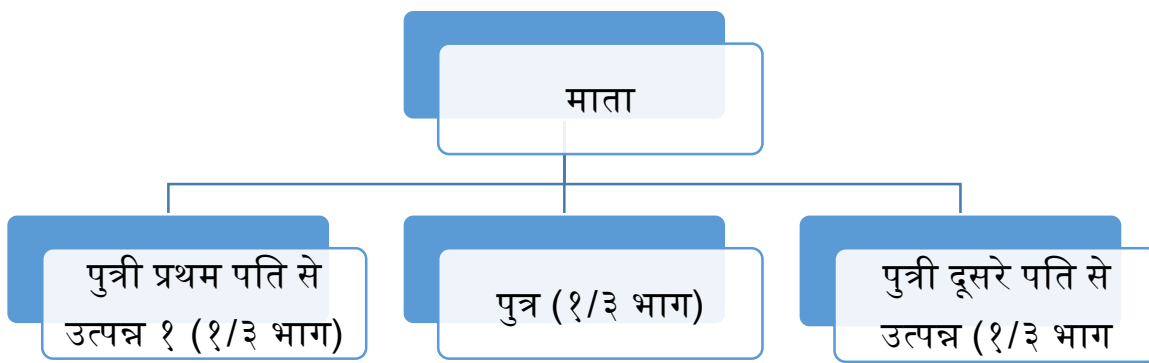 माता
पुत्री प्रथम पति से
उत्पन्न १ (१/३ भाग)
पुत्र (१/३ भाग)
पुत्री दूसरे पति से
उत्पन्न (१/३ भाग